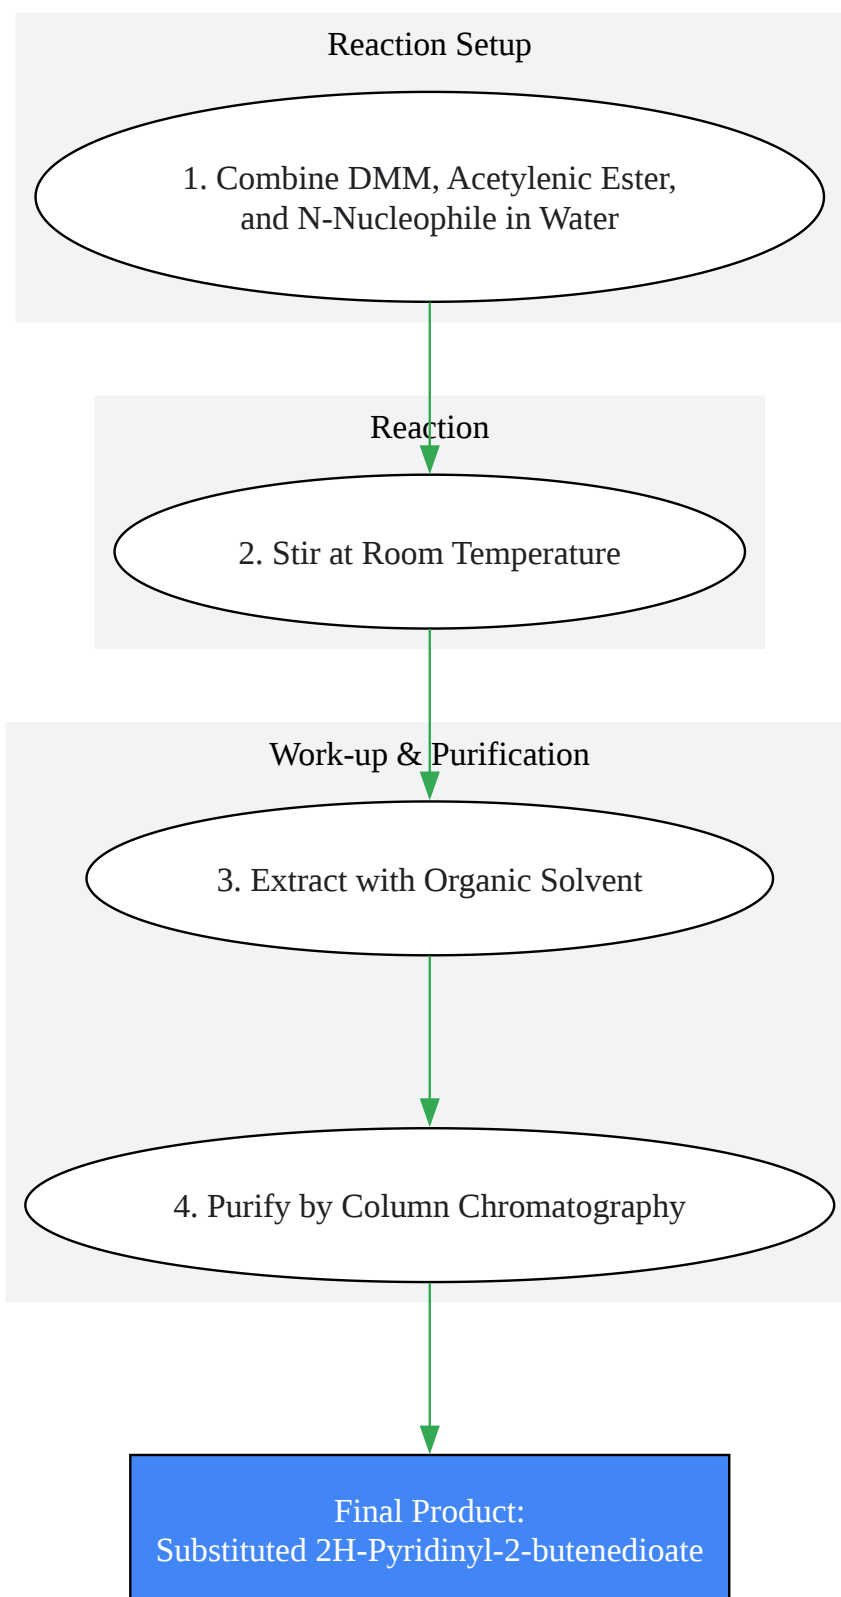 Reaction Setup
1. Combine DMM, Acetylenic Ester,
and N-Nucleophile in Water
Reaction
2. Stir at Room Temperature
Work-up & Purification
3. Extract with Organic Solvent
4. Purify by Column Chromatography
Final Product:
Substituted 2H-Pyridinyl-2-butenedioate